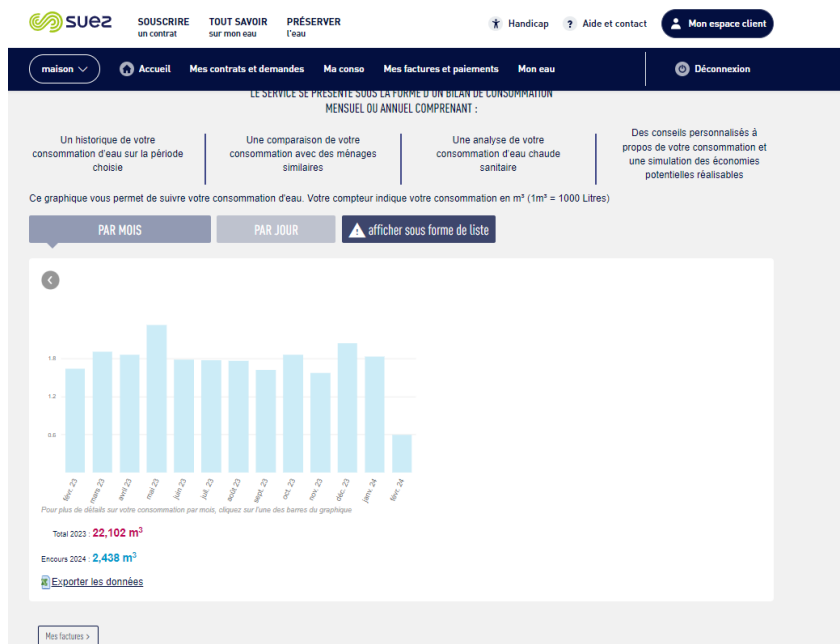 suez
SOUSCRIRE
un contrat
TOUT SAVOIR
sur mon eau
PRÉSERVER
l'eau
Handicap
? Aide et contact
Mon espace client
maison
Accueil
Mes contrats et demandes
Ma conso
Mes factures et paiements
Mon eau
Déconnexion
LE SERVICE SE PRÉSENTE SOUS LA FORME D'UN BILAN DE CONSOMMATION
MENSUEL OU ANNUEL COMPRENANT :
Un historique de votre
consommation d'eau sur la période
choisie
Une comparaison de votre
consommation avec des ménages
similaires
Une analyse de votre
consommation d'eau chaude
sanitaire
Des conseils personnalisés à
propos de votre consommation et
une simulation des économies
potentielles réalisables
Ce graphique vous permet de suivre votre consommation d'eau. Votre compteur indique votre consommation en m³ (1m³ = 1000 Litres)
PAR MOIS
PAR JOUR
afficher sous forme de liste
1.8
1.2
0.6
févr. 23
mars 23
avril 23
mai 23
juin 23
juil. 23
août 23
sept. 23
oct. 23
nov. 23
déc. 23
janv. 24
févr. 24
Pour plus de détails sur votre consommation par mois, cliquez sur l'une des barres du graphique
Total 2023 : 22,102 m³
Encours 2024 : 2,438 m³
Exporter les données
Mes factures >